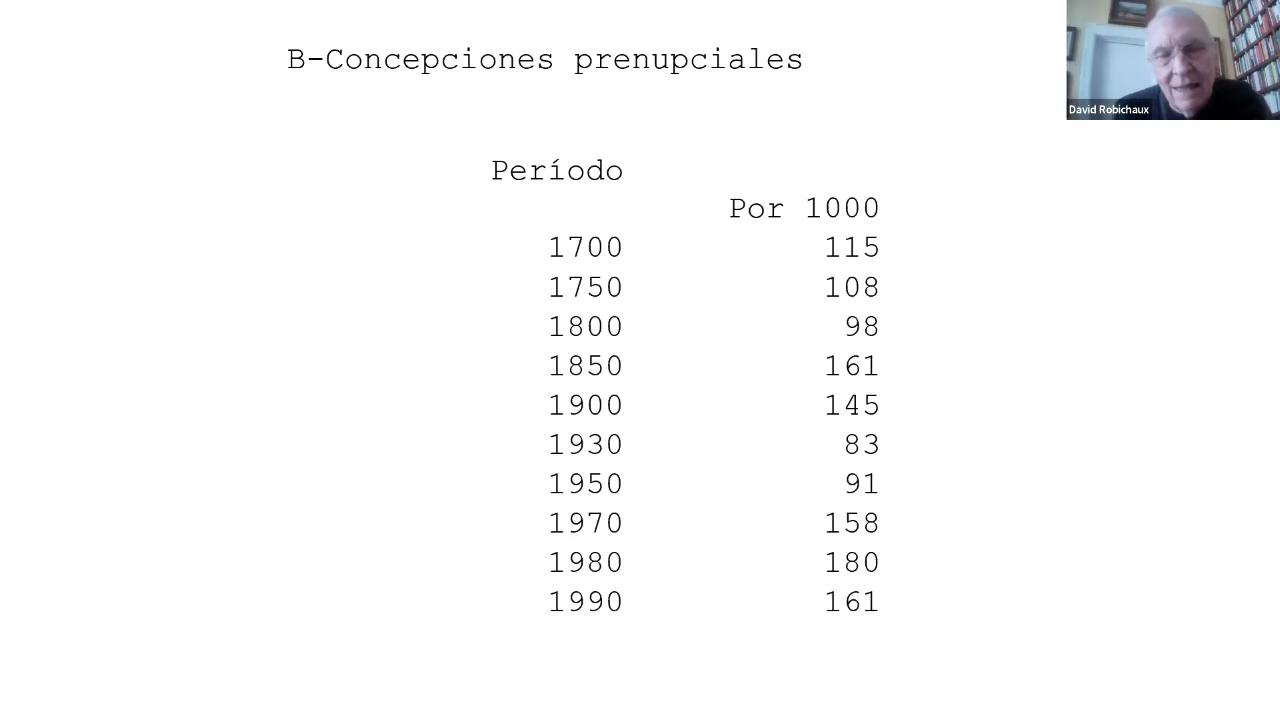 B-Concepciones prenupciales
David Robichaux
Período
Por 1000
1700 115
1750 108
1800 98
1850 161
1900 145
1930 83
1950 91
1970 158
1980 180
1990 161